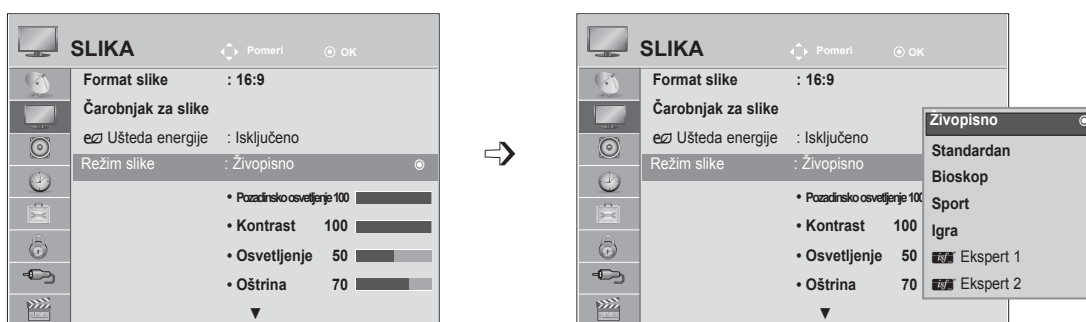 SLIKA Pomeri OK
Format slike : 16:9
Čarobnjak za slike
Ušteda energije : Isključeno
Režim slike : Živopisno
• Pozadinsko osvetljenje 100
• Kontrast 100
• Osvetljenje 50
• Oštrina 70
SLIKA Pomeri OK
Format slike : 16:9
Čarobnjak za slike
Ušteda energije : Isključeno
Režim slike : Živopisno
• Pozadinsko osvetljenje 100
• Kontrast 100
• Osvetljenje 50
• Oštrina 70
Živopisno
Standardan
Bioskop
Sport
Igra
isf Ekspert 1
isf Ekspert 2